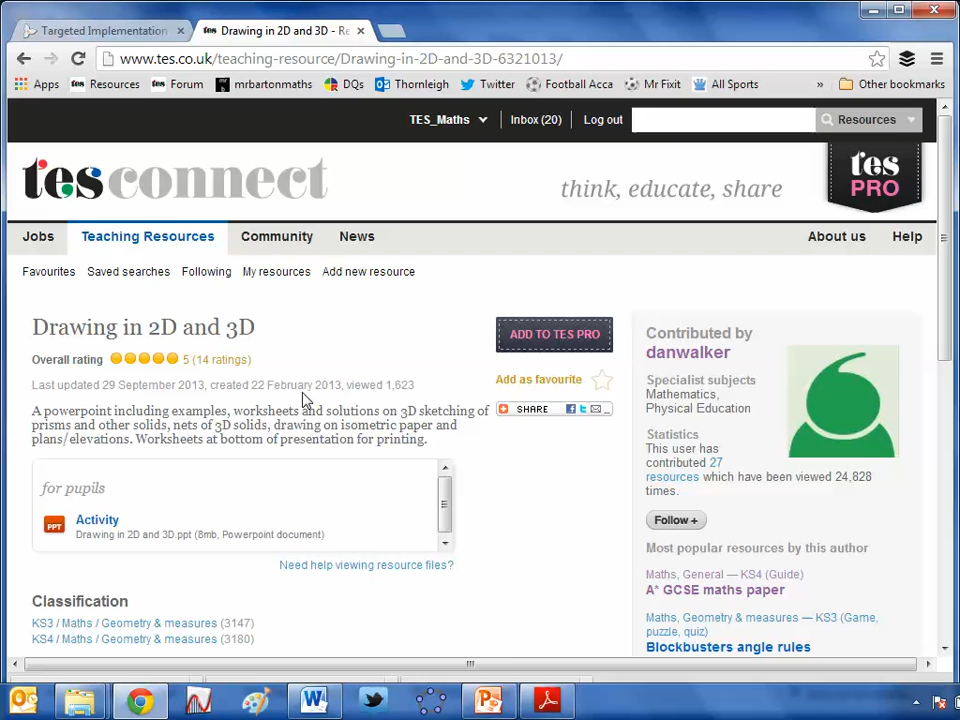 Targeted Implementation
Drawing in 2D and 3D - Re
www.tes.co.uk/teaching-resource/Drawing-in-2D-and-3D-6321013/
Apps tes Resources tes Forum mrbartonmaths DQs Thornleigh Twitter Football Acca Mr Fixit All Sports » Other bookmarks
TES_Maths Inbox (20) Log out Resources
tes connect
think, educate, share
tes
PRO
Jobs Teaching Resources Community News About us Help
Favourites Saved searches Following My resources Add new resource
Drawing in 2D and 3D
Overall rating 5 (14 ratings)
Last updated 29 September 2013, created 22 February 2013, viewed 1,623
A powerpoint including examples, worksheets and solutions on 3D sketching of
prisms and other solids, nets of 3D solids, drawing on isometric paper and
plans/elevations. Worksheets at bottom of presentation for printing.
for pupils
PPT
Activity
Drawing in 2D and 3D.ppt (8mb, Powerpoint document)
Need help viewing resource files?
Classification
KS3 / Maths / Geometry & measures (3147)
KS4 / Maths / Geometry & measures (3180)
ADD TO TES PRO
Add as favourite
SHARE
Contributed by
danwalker
Specialist subjects
Mathematics,
Physical Education
Statistics
This user has
contributed 27
resources which have been viewed 24,828
times.
Follow +
Most popular resources by this author
Maths, General — KS4 (Guide)
A* GCSE maths paper
Maths, Geometry & measures — KS3 (Game,
puzzle, quiz)
Blockbusters angle rules